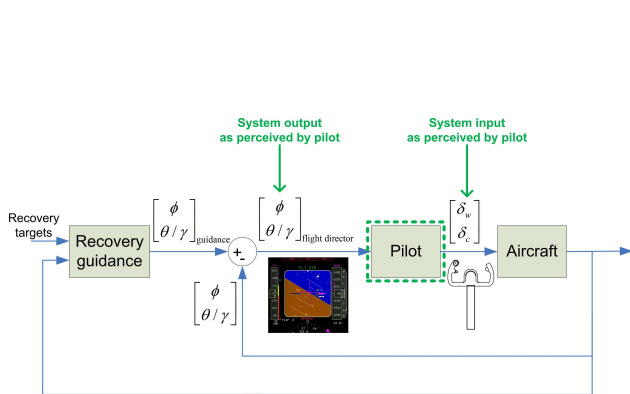 System output
as perceived by pilot
System input
as perceived by pilot
Recovery
targets
Recovery
guidance
ϕ
θ / γ
guidance
+
-
ϕ
θ / γ
flight director
Pilot
δw
δc
Aircraft
ϕ
θ / γ